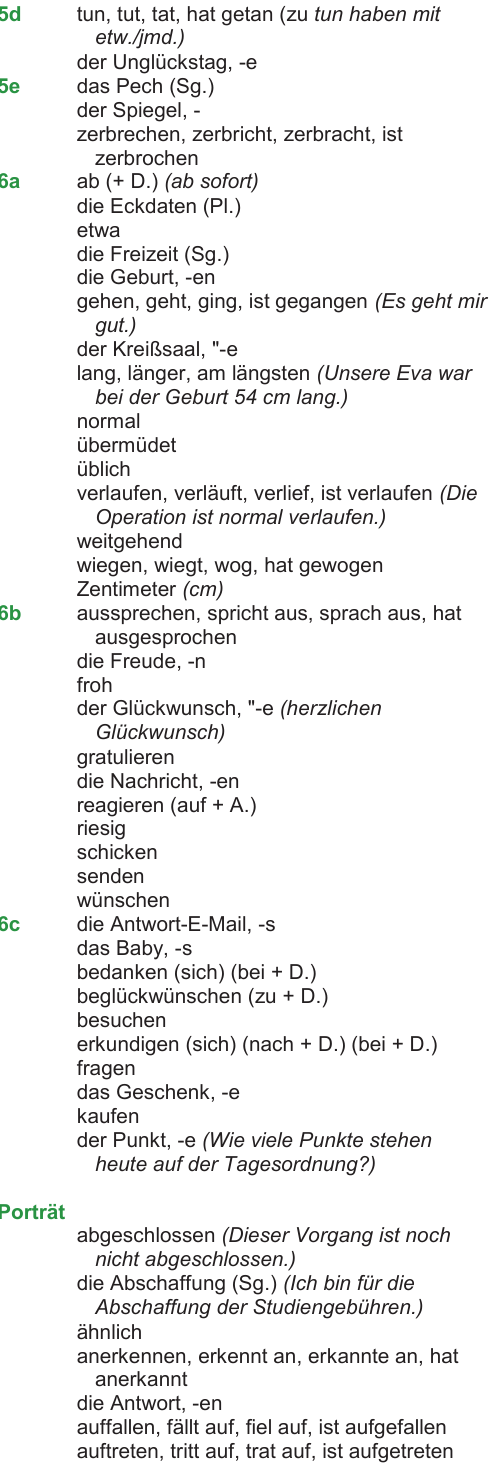 5d tun, tut, tat, hat getan (zu tun haben mit
etw./jmd.)
der Unglückstag, -e
5e das Pech (Sg.)
der Spiegel, -
zerbrechen, zerbricht, zerbracht, ist
zerbrochen
6a ab (+ D.) (ab sofort)
die Eckdaten (Pl.)
etwa
die Freizeit (Sg.)
die Geburt, -en
gehen, geht, ging, ist gegangen (Es geht mir
gut.)
der Kreißsaal, "-e
lang, länger, am längsten (Unsere Eva war
bei der Geburt 54 cm lang.)
normal
übermüdet
üblich
verlaufen, verläuft, verlief, ist verlaufen (Die
Operation ist normal verlaufen.)
weitgehend
wiegen, wiegt, wog, hat gewogen
Zentimeter (cm)
6b aussprechen, spricht aus, sprach aus, hat
ausgesprochen
die Freude, -n
froh
der Glückwunsch, "-e (herzlichen
Glückwunsch)
gratulieren
die Nachricht, -en
reagieren (auf + A.)
riesig
schicken
senden
wünschen
6c die Antwort-E-Mail, -s
das Baby, -s
bedanken (sich) (bei + D.)
beglückwünschen (zu + D.)
besuchen
erkundigen (sich) (nach + D.) (bei + D.)
fragen
das Geschenk, -e
kaufen
der Punkt, -e (Wie viele Punkte stehen
heute auf der Tagesordnung?)
Porträt
abgeschlossen (Dieser Vorgang ist noch
nicht abgeschlossen.)
die Abschaffung (Sg.) (Ich bin für die
Abschaffung der Studiengebühren.)
ähnlich
anerkennen, erkennt an, erkannte an, hat
anerkannt
die Antwort, -en
auffallen, fällt auf, fiel auf, ist aufgefallen
auftreten, tritt auf, trat auf, ist aufgetreten